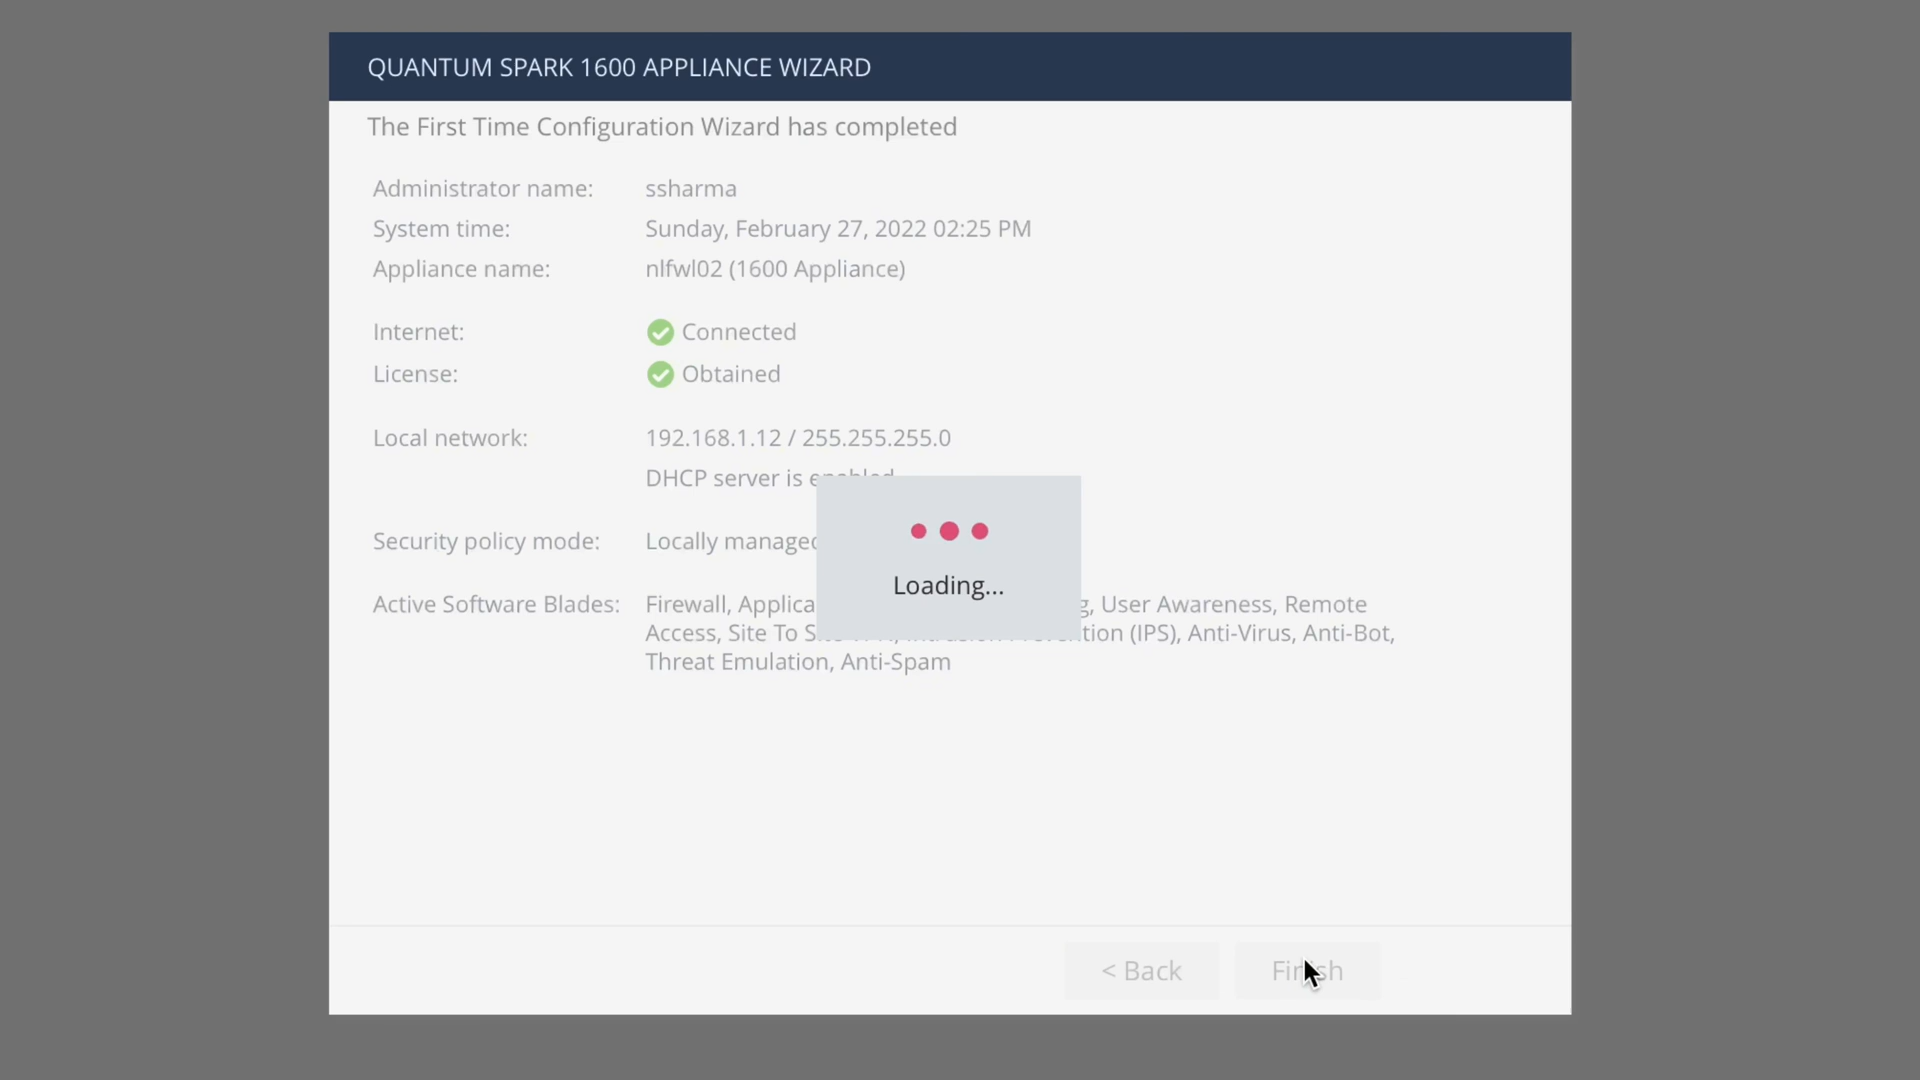 QUANTUM SPARK 1600 APPLIANCE WIZARD
The First Time Configuration Wizard has completed
Administrator name: ssharma
System time: Sunday, February 27, 2022 02:25 PM
Appliance name: nlfwl02 (1600 Appliance)
Internet: Connected
License: Obtained
Local network: 192.168.1.12 / 255.255.255.0
DHCP server is enabled
Security policy mode: Locally managed
Loading...
Active Software Blades: Firewall, User Awareness, Remote
Access, Site To (IPS), Anti-Virus, Anti-Bot,
Threat Emulation, Anti-Spam
< Back Finish